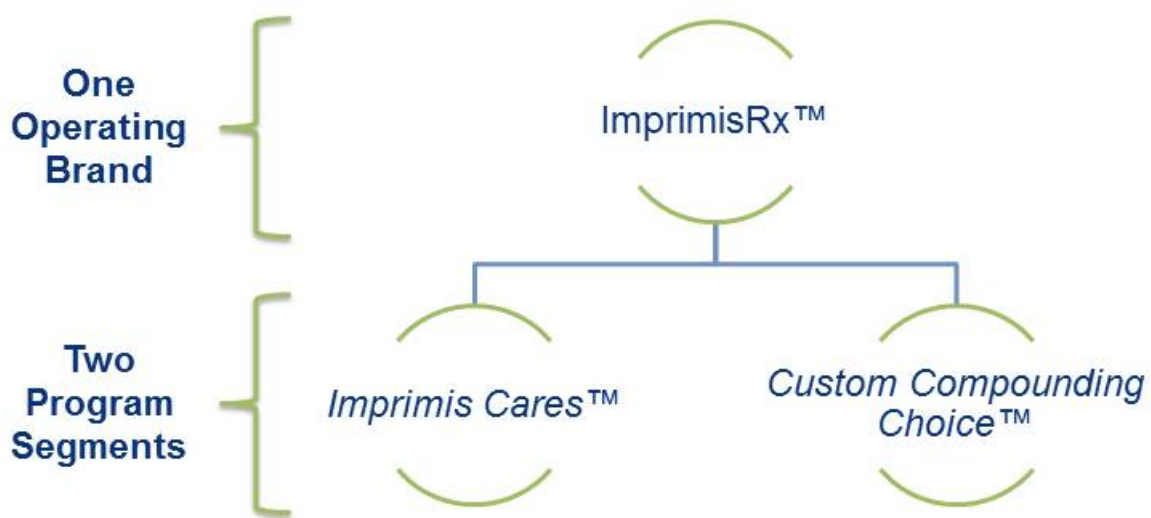 One
Operating
Brand
ImprimisRx™
Two
Program
Segments
Imprimis Cares™
Custom Compounding
Choice™